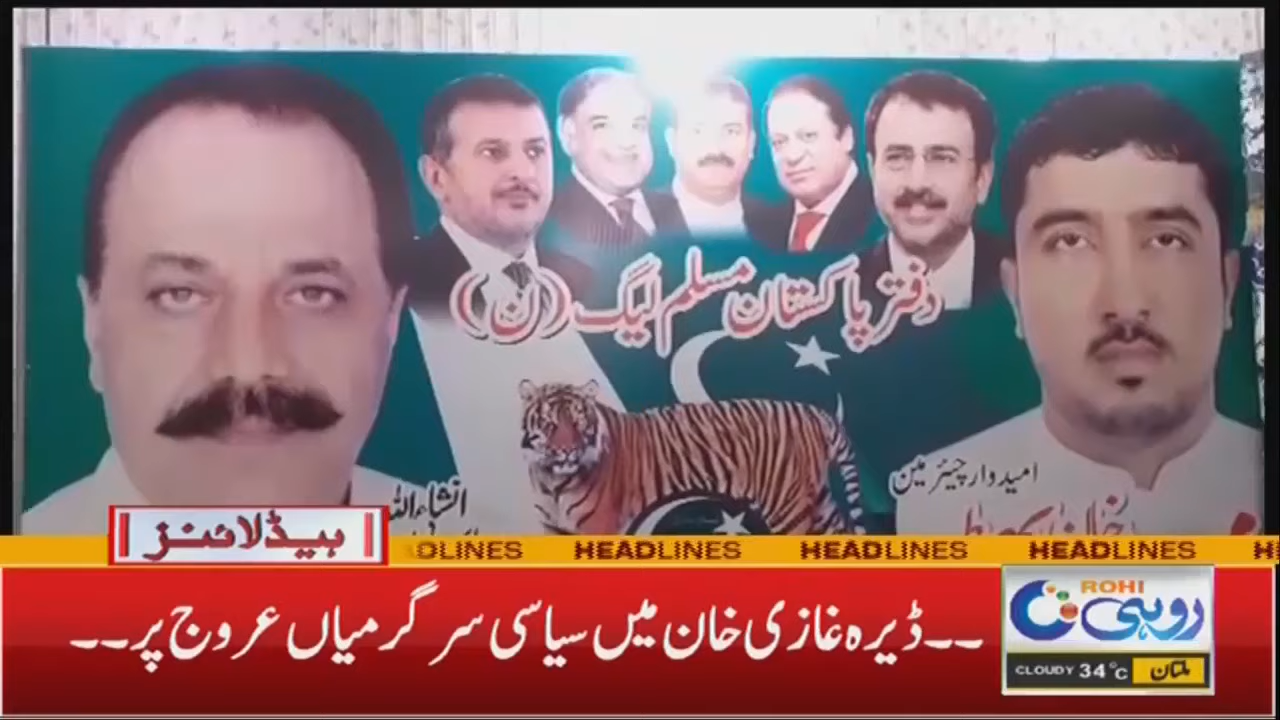 دفتر پاکستان مسلم لیگ (ن)
امیدوار چیئرمین
انشاءاللہ
ہیڈلائنز
DLINES HEADLINES HEADLINES HEADLINES
۔۔ڈیرہ غازی خان میں سیاسی سرگرمیاں عروج پر۔۔
ROHI
روہی
CLOUDY 34°C ملتان